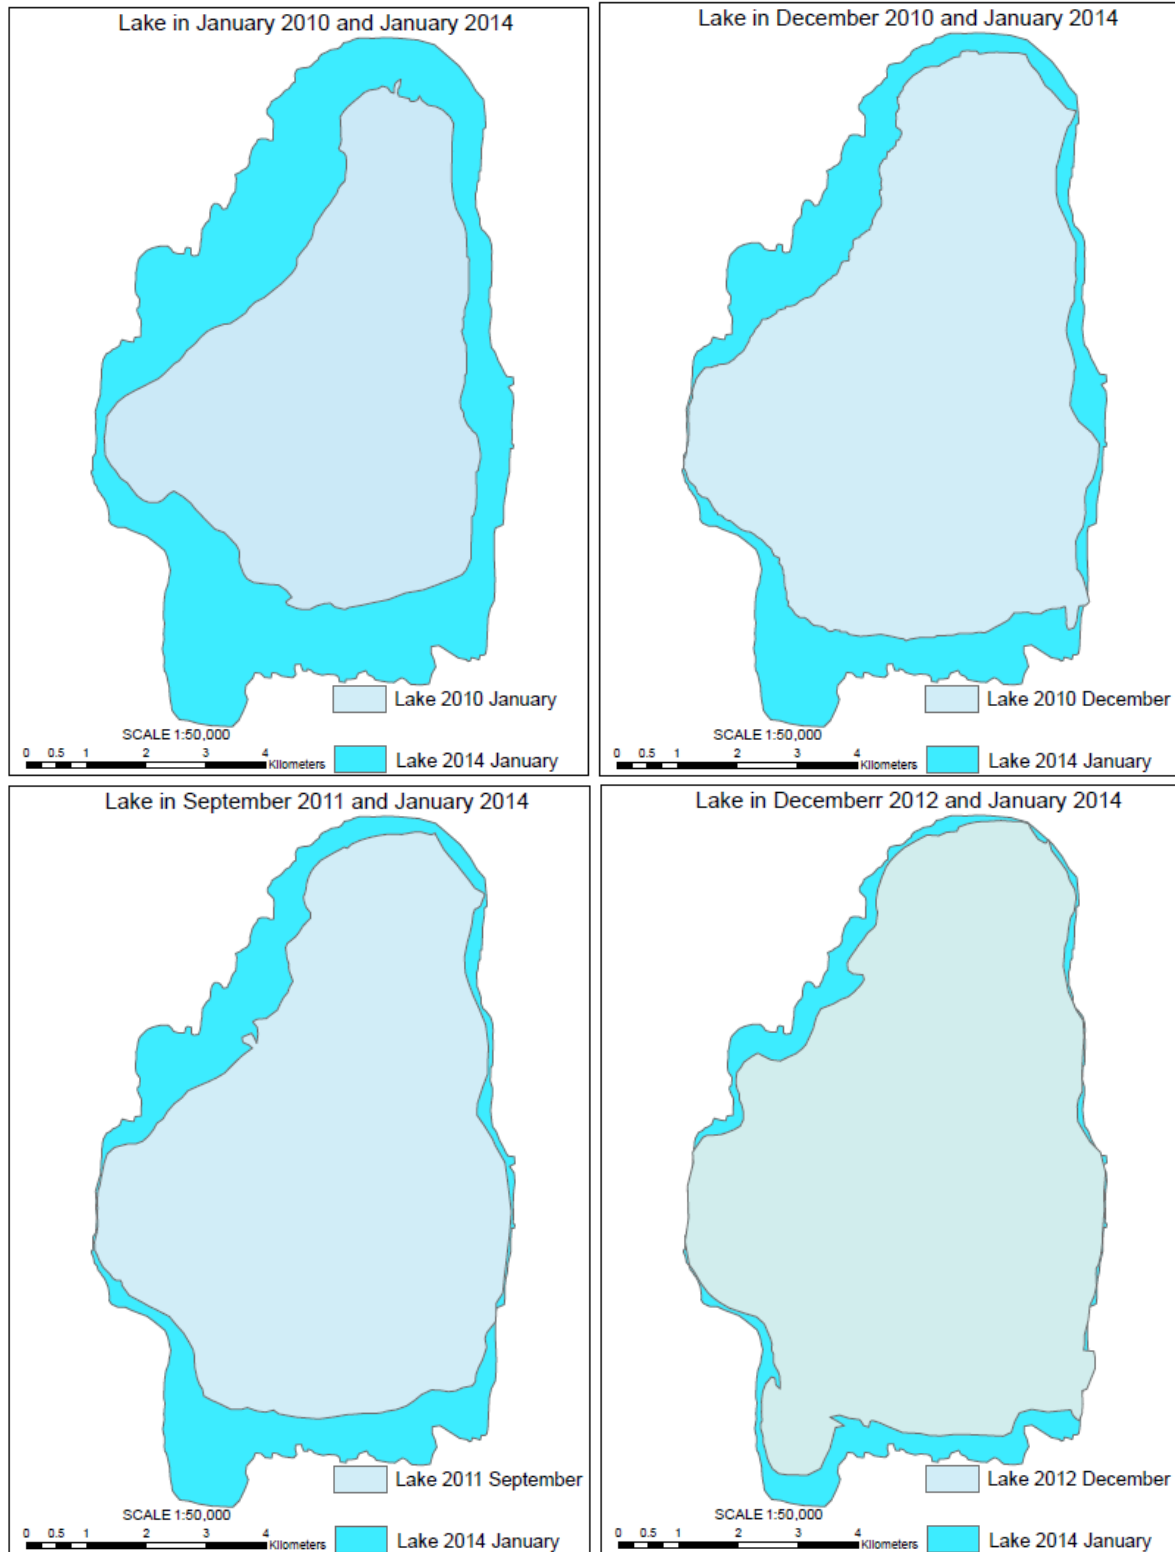 Lake in January 2010 and January 2014
Lake 2010 January
SCALE 1:50,000
0 0.5 1 2 3 4
Kilometers
Lake 2014 January
Lake in December 2010 and January 2014
Lake 2010 December
SCALE 1:50,000
0 0.5 1 2 3 4
Kilometers
Lake 2014 January
Lake in September 2011 and January 2014
Lake 2011 September
SCALE 1:50,000
0 0.5 1 2 3 4
Kilometers
Lake 2014 January
Lake in Decemberr 2012 and January 2014
Lake 2012 December
SCALE 1:50,000
0 0.5 1 2 3 4
Kilometers
Lake 2014 January